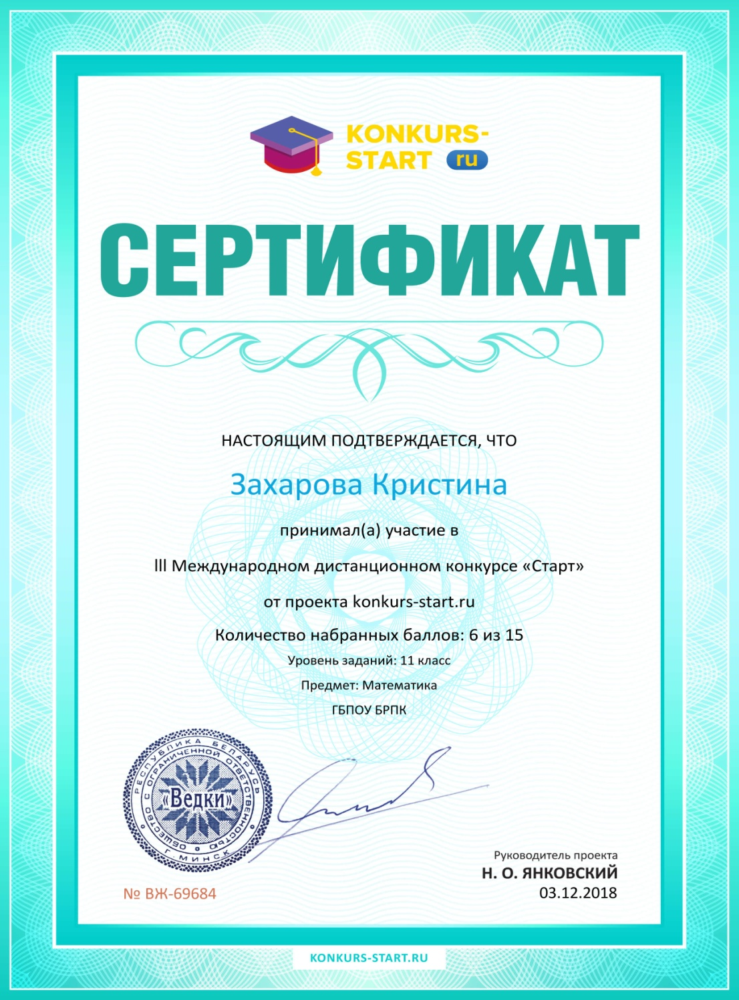 KONKURS-
START ru
СЕРТИФИКАТ
НАСТОЯЩИМ ПОДТВЕРЖДАЕТСЯ, ЧТО
Захарова Кристина
принимал(а) участие в
III Международном дистанционном конкурсе «Старт»
от проекта konkurs-start.ru
Количество набранных баллов: 6 из 15
Уровень заданий: 11 класс
Предмет: Математика
ГБПОУ БРПК
РЕСПУБЛИКА БЕЛАРУСЬ
ОБЩЕСТВО С ОГРАНИЧЕННОЙ ОТВЕТСТВЕННОСТЬЮ
«Ведки»
Г. МИНСК
Руководитель проекта
Н. О. ЯНКОВСКИЙ
03.12.2018
№ ВЖ-69684
KONKURS-START.RU